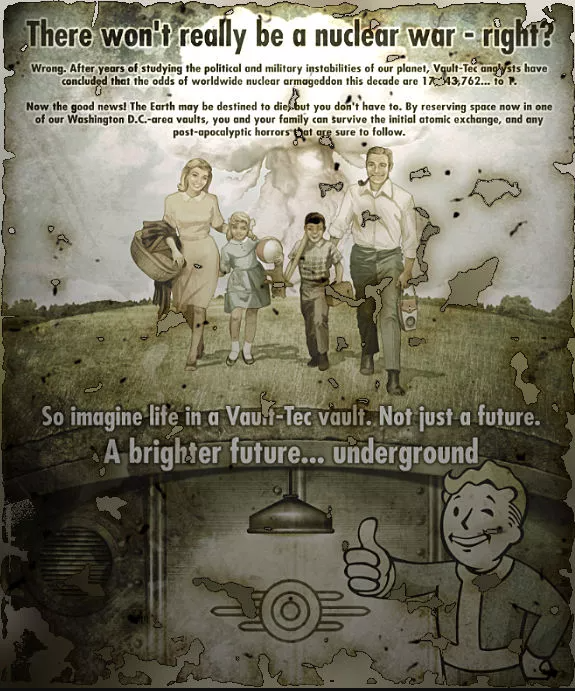 There won't really be a nuclear war - right?
Wrong. After years of studying the political and military instabilities of our planet, Vault-Tec analysts have
concluded that the odds of worldwide nuclear armageddon this decade are 17, 43,762... to
Now the good news! The Earth may be destined to die, but you don't have to. By reserving space now in one
of our Washington D.C.-area vaults, you and your family can survive the initial atomic exchange, and any
post-apocalyptic horrors that are sure to follow.
So imagine life in a Vault-Tec vault. Not just a future.
A brighter future... underground